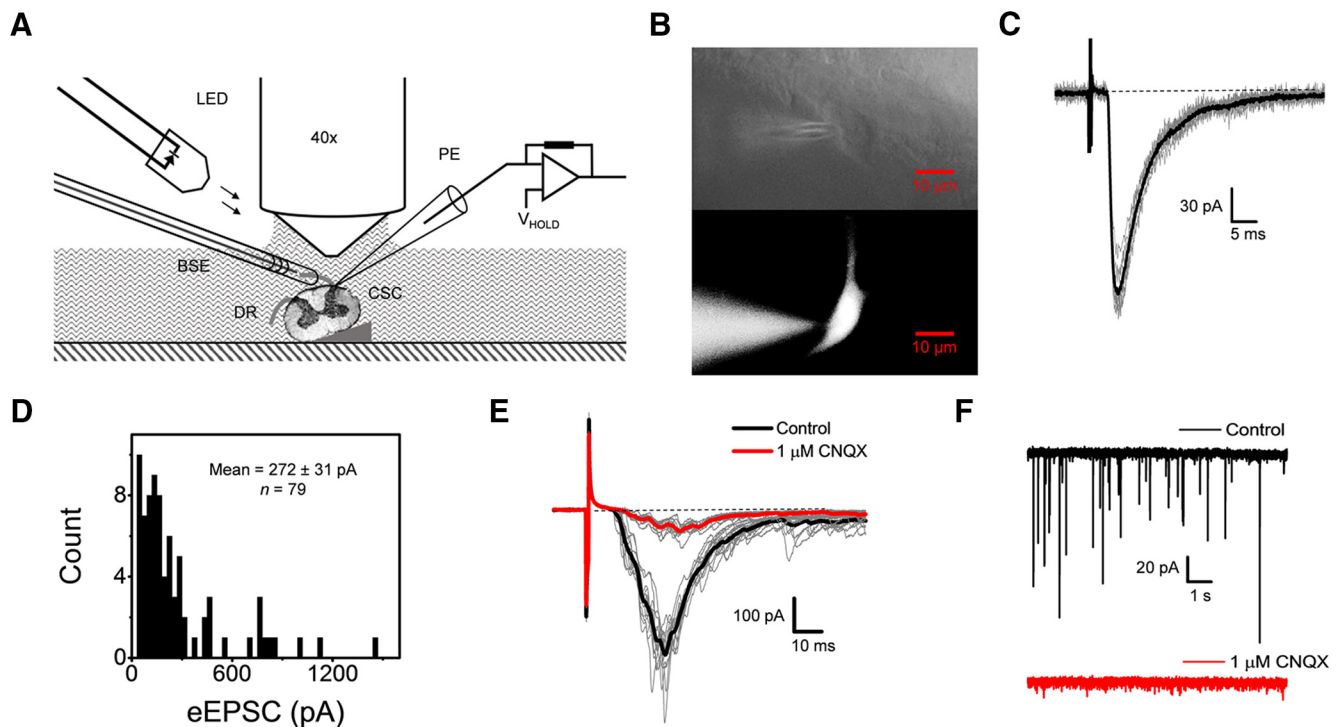 A
LED
40x
PE
V HOLD
BSE
DR
CSC
B
10 µm
10 µm
C
30 pA
5 ms
D
Mean = 272 ± 31 pA
n = 79
Count
8
4
0
0
600
1200
eEPSC (pA)
E
Control
1 µM CNQX
100 pA
10 ms
F
Control
20 pA
1 s
1 µM CNQX